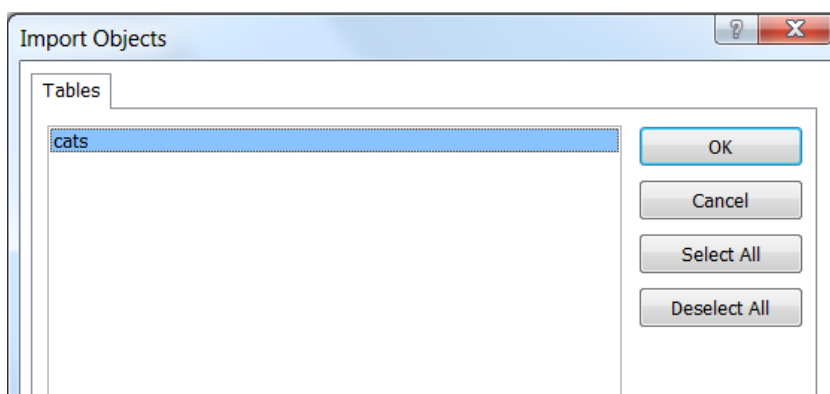 Import Objects
Tables
cats
OK
Cancel
Select All
Deselect All